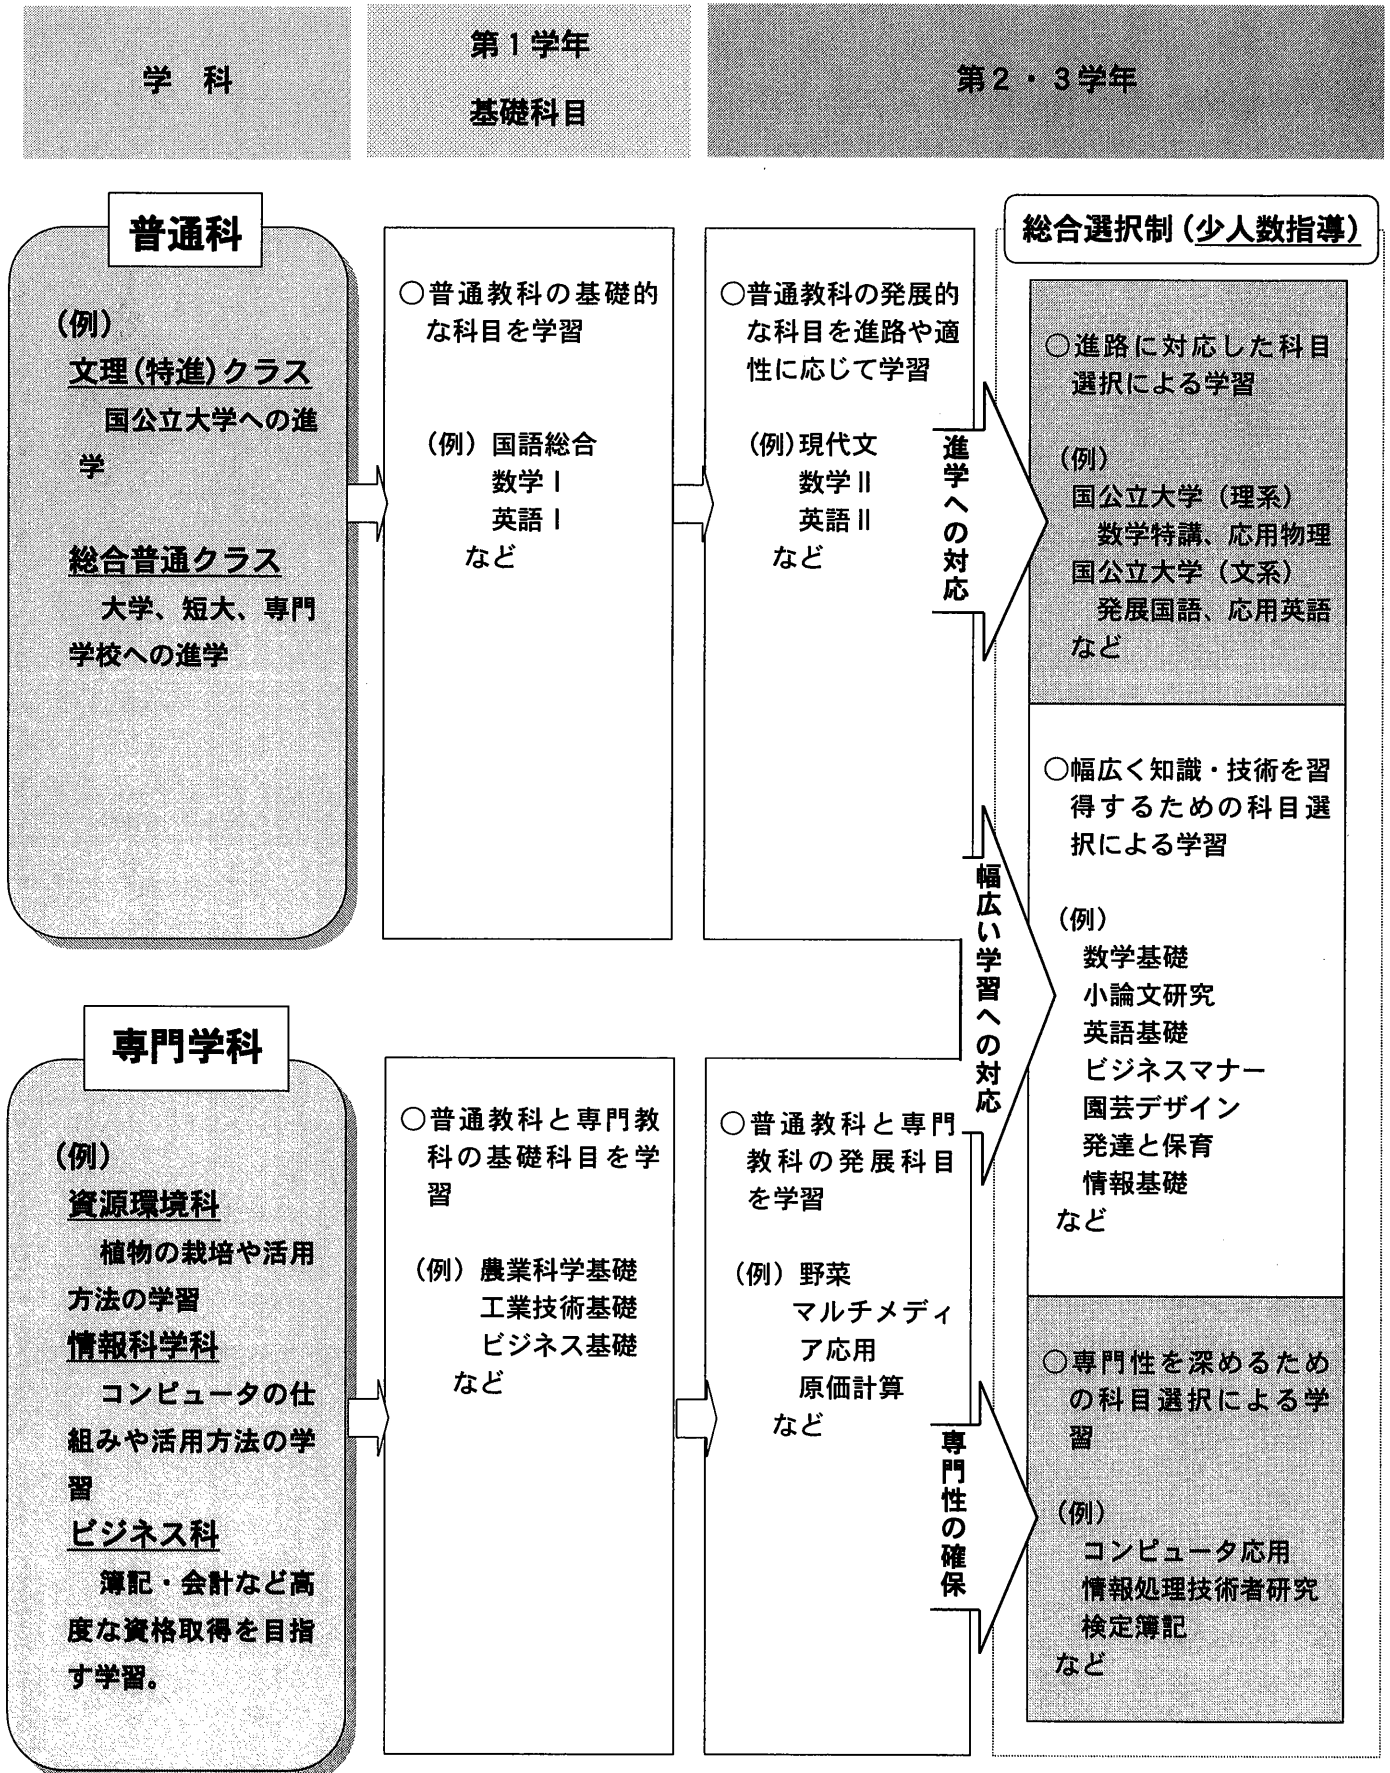 学　科
第１学年
基礎科目
第２・３学年
普通科
（例）
文理（特進）クラス
国公立大学への進
学
総合普通クラス
大学、短大、専門
学校への進学
○普通教科の基礎的
な科目を学習
（例）国語総合
数学Ⅰ
英語Ⅰ
など
○普通教科の発展的
な科目を進路や適
性に応じて学習
（例）現代文
数学Ⅱ
英語Ⅱ
など
進学への対応
総合選択制（少人数指導）
○進路に対応した科目
選択による学習
（例）
国公立大学（理系）
数学特講、応用物理
国公立大学（文系）
発展国語、応用英語
など
幅広い学習への対応
○幅広く知識・技術を習
得するための科目選
択による学習
（例）
数学基礎
小論文研究
英語基礎
ビジネスマナー
園芸デザイン
発達と保育
情報基礎
など
専門学科
（例）
資源環境科
植物の栽培や活用
方法の学習
情報科学科
コンピュータの仕
組みや活用方法の学
習
ビジネス科
簿記・会計など高
度な資格取得を目指
す学習。
○普通教科と専門教
科の基礎科目を学
習
（例）農業科学基礎
工業技術基礎
ビジネス基礎
など
○普通教科と専門
教科の発展科目
を学習
（例）野菜
マルチメディ
ア応用
原価計算
など
専門性の確保
○専門性を深めるため
の科目選択による学
習
（例）
コンピュータ応用
情報処理技術者研究
検定簿記
など